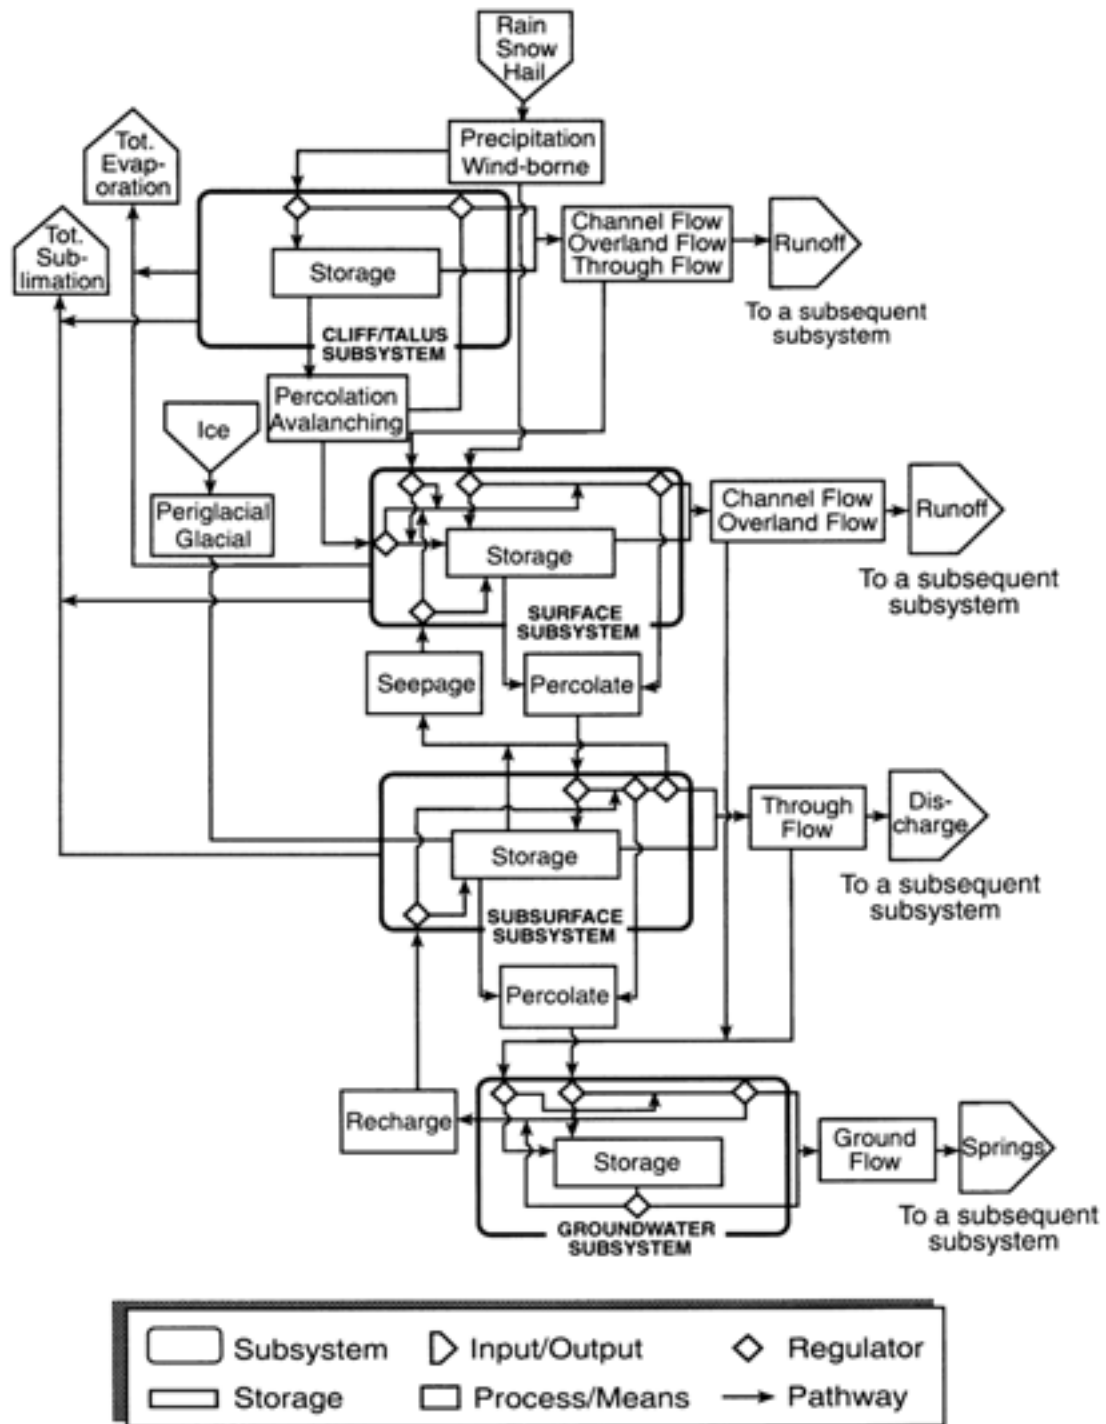 Rain
Snow
Hail
Precipitation
Wind-borne
Tot.
Evap-
oration
Tot.
Sub-
limation
Channel Flow
Overland Flow
Through Flow
Runoff
To a subsequent
subsystem
Storage
CLIFF/TALUS
SUBSYSTEM
Percolation
Avalanching
Ice
Periglacial
Glacial
Channel Flow
Overland Flow
Runoff
To a subsequent
subsystem
Storage
SURFACE
SUBSYSTEM
Seepage
Percolate
Through
Flow
Dis-
charge
To a subsequent
subsystem
Storage
SUBSURFACE
SUBSYSTEM
Percolate
Recharge
Storage
GROUNDWATER
SUBSYSTEM
Ground
Flow
Springs
To a subsequent
subsystem
Subsystem
Input/Output
Regulator
Storage
Process/Means
Pathway